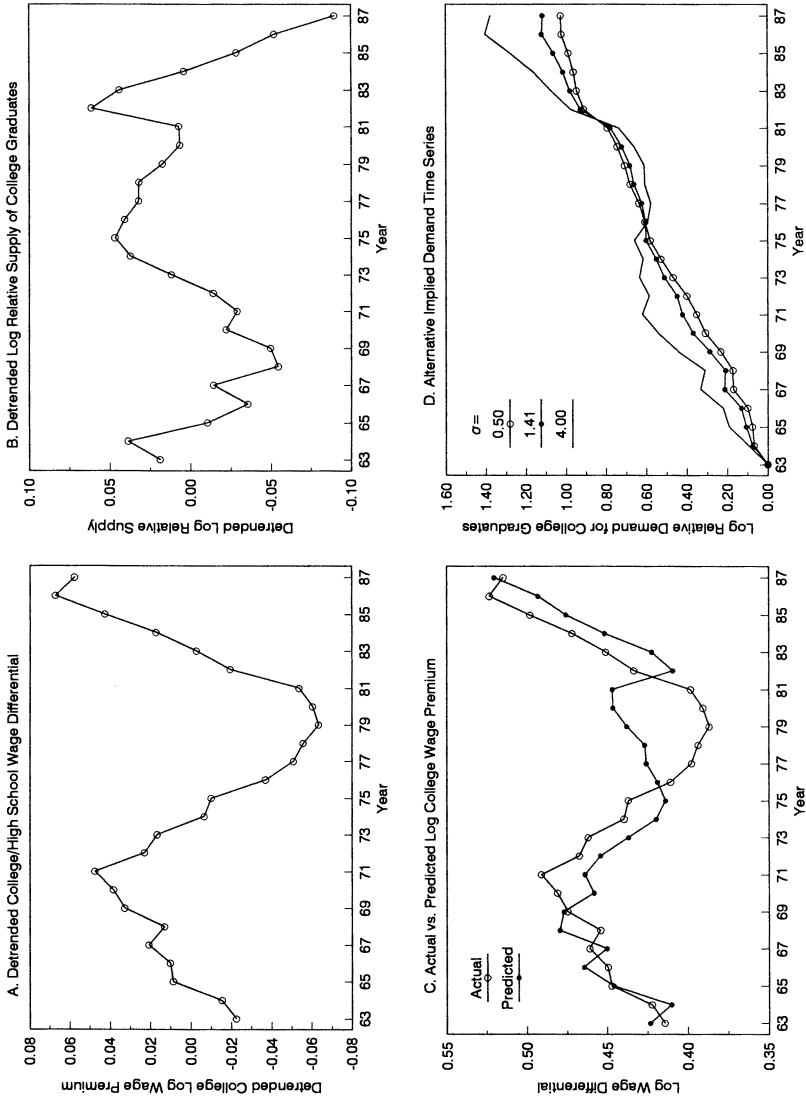 A. Detrended College/High School Wage Differential
Detrended College Log Wage Premium
0.08
0.06
0.04
0.02
0.00
-0.02
-0.04
-0.06
-0.08
63 65 67 69 71 73 75 77 79 81 83 85 87
Year
B. Detrended Log Relative Supply of College Graduates
Detrended Log Relative Supply
0.10
0.05
0.00
-0.05
-0.10
63 65 67 69 71 73 75 77 79 81 83 85 87
Year
C. Actual vs. Predicted Log College Wage Premium
Log Wage Differential
0.55
0.50
0.45
0.40
0.35
Actual
Predicted
63 65 67 69 71 73 75 77 79 81 83 85 87
Year
D. Alternative Implied Demand Time Series
Log Relative Demand for College Graduates
1.60
1.40
1.20
1.00
0.80
0.60
0.40
0.20
0.00
σ=
0.50
1.41
4.00
63 65 67 69 71 73 75 77 79 81 83 85 87
Year